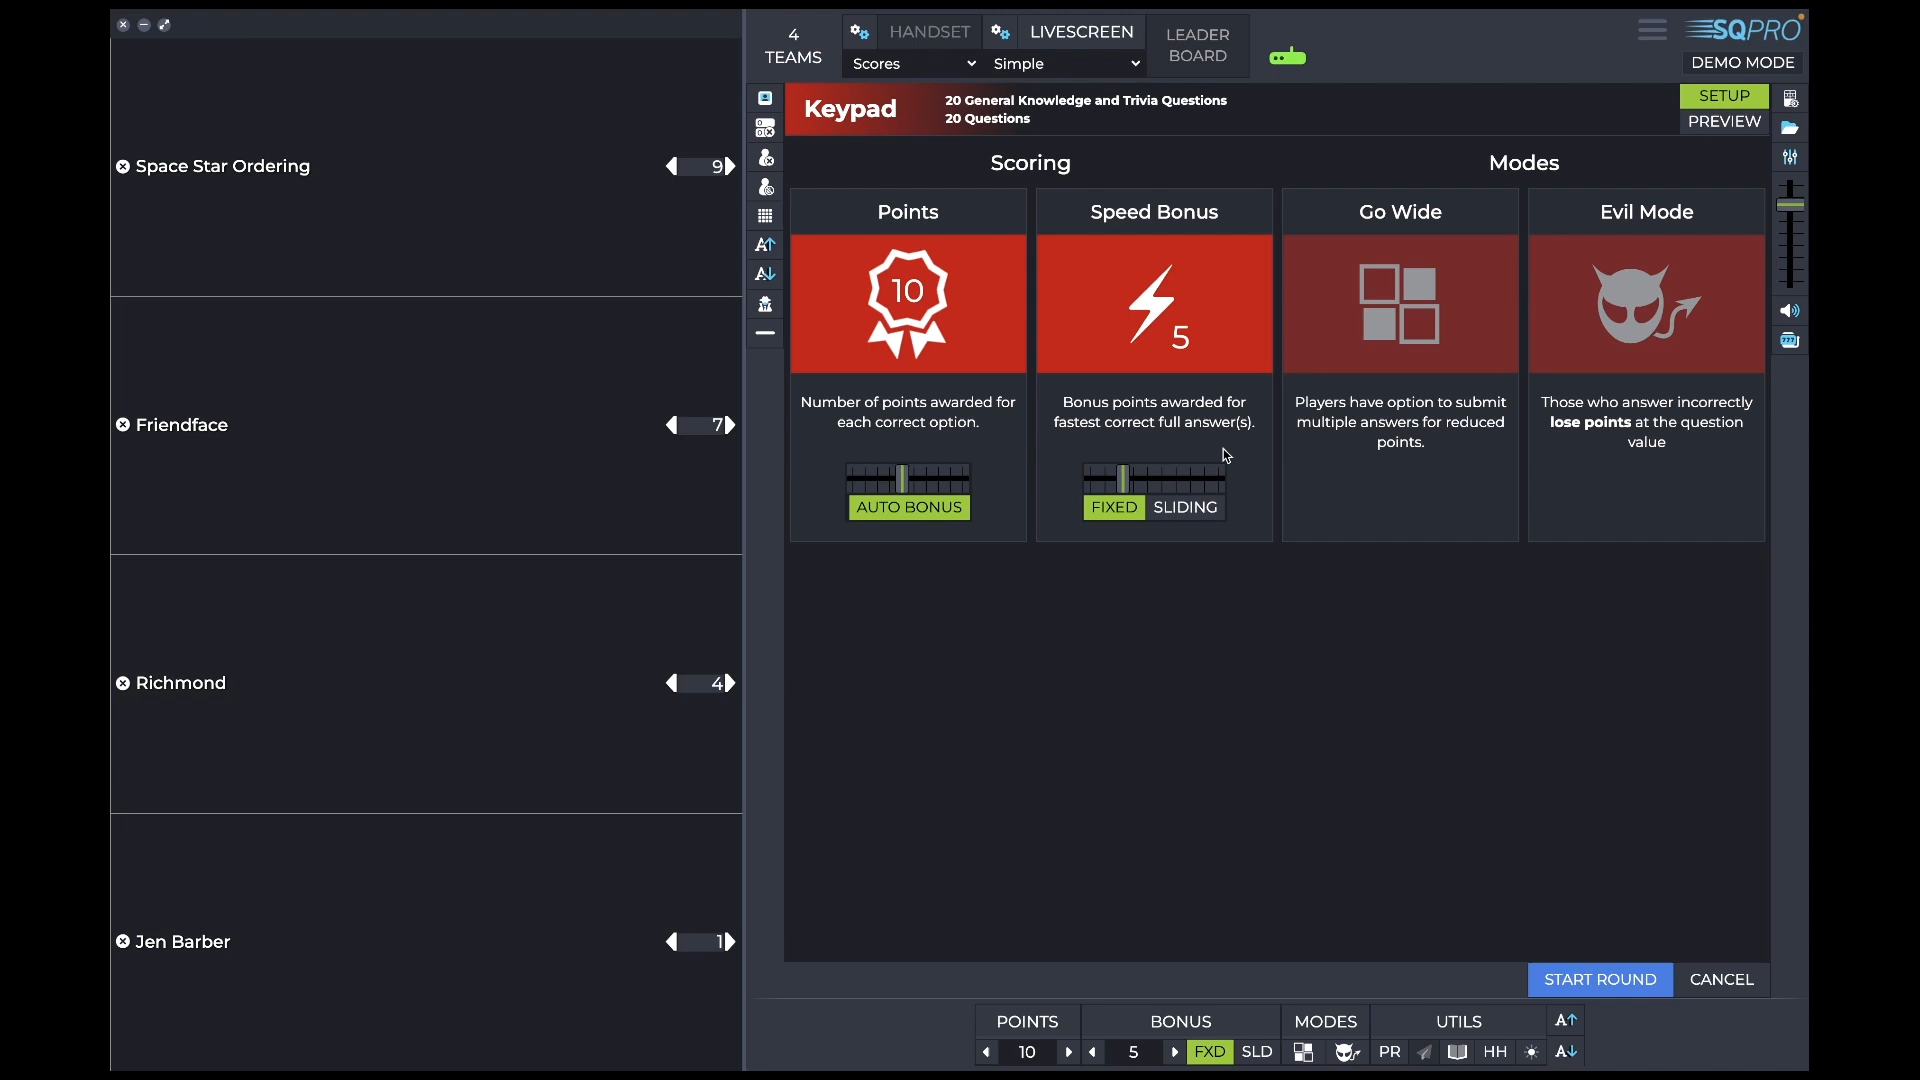 4
TEAMS
HANDSET
LIVESCREEN
Scores
Simple
LEADER
BOARD
SQPRO
DEMO MODE
Keypad
20 General Knowledge and Trivia Questions
20 Questions
SETUP
PREVIEW
Scoring
Modes
Points
10
Number of points awarded for
each correct option.
AUTO BONUS
Speed Bonus
5
Bonus points awarded for
fastest correct full answer(s).
FIXED SLIDING
Go Wide
Players have option to submit
multiple answers for reduced
points.
Evil Mode
Those who answer incorrectly
lose points at the question
value
Space Star Ordering 9
Friendface 7
Richmond 4
Jen Barber 1
START ROUND CANCEL
POINTS BONUS MODES UTILS A
10 5 FXD SLD PR HH A